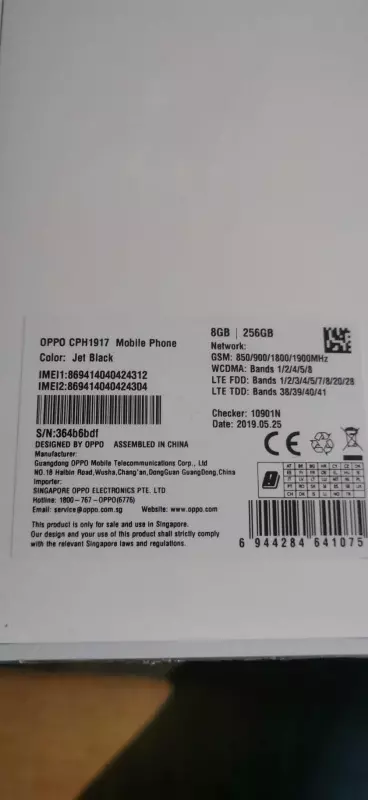 OPPO CPH1917 Mobile Phone
Color: Jet Black
IMEI1:869414040424312
IMEI2:869414040424304
S/N:364b6bdf
DESIGNED BY OPPO ASSEMBLED IN CHINA
Manufacturer:
Guangdong OPPO Mobile Telecommunications Corp., Ltd
NO.18 Haibin Road,Wusha,Chang'an,DongGuan GuangDong,China
Importer:
SINGAPORE OPPO ELECTRONICS PTE. LTD
Hotline: 1800-767-OPPO(6776)
Email: service@oppo.com.sg Website: www.oppo.com
This product is only for sale and use in Singapore.
Our design and your use of this product shall strictly comply
with the relevant Singapore laws and regulations.
8GB | 256GB
Network:
GSM: 850/900/1800/1900MHz
WCDMA: Bands 1/2/4/5/8
LTE FDD: Bands 1/2/3/4/5/7/8/20/28
LTE TDD: Bands 38/39/40/41
Checker: 10901N
Date: 2019.05.25
CE
6 944284 641075